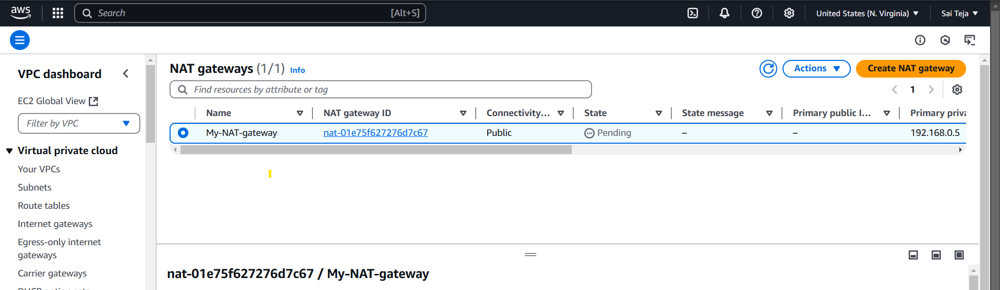 aws
Search [Alt+S] United States (N. Virginia) Sai Teja
VPC dashboard
EC2 Global View
Filter by VPC
Virtual private cloud
Your VPCs
Subnets
Route tables
Internet gateways
Egress-only internet
gateways
Carrier gateways
NAT gateways (1/1) Info
Actions
Create NAT gateway
Find resources by attribute or tag
1
Name NAT gateway ID Connectivity... State State message Primary public I... Primary priva
My-NAT-gateway nat-01e75f627276d7c67 Public Pending – – 192.168.0.5
nat-01e75f627276d7c67 / My-NAT-gateway